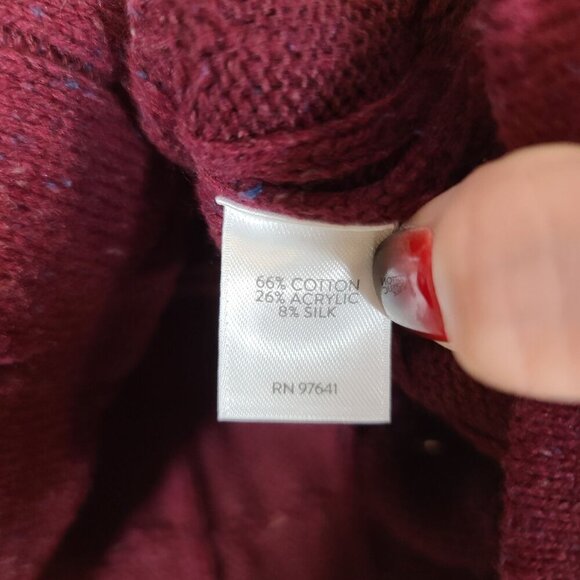 66% COTTON
26% ACRYLIC
8% SILK
RN 97641